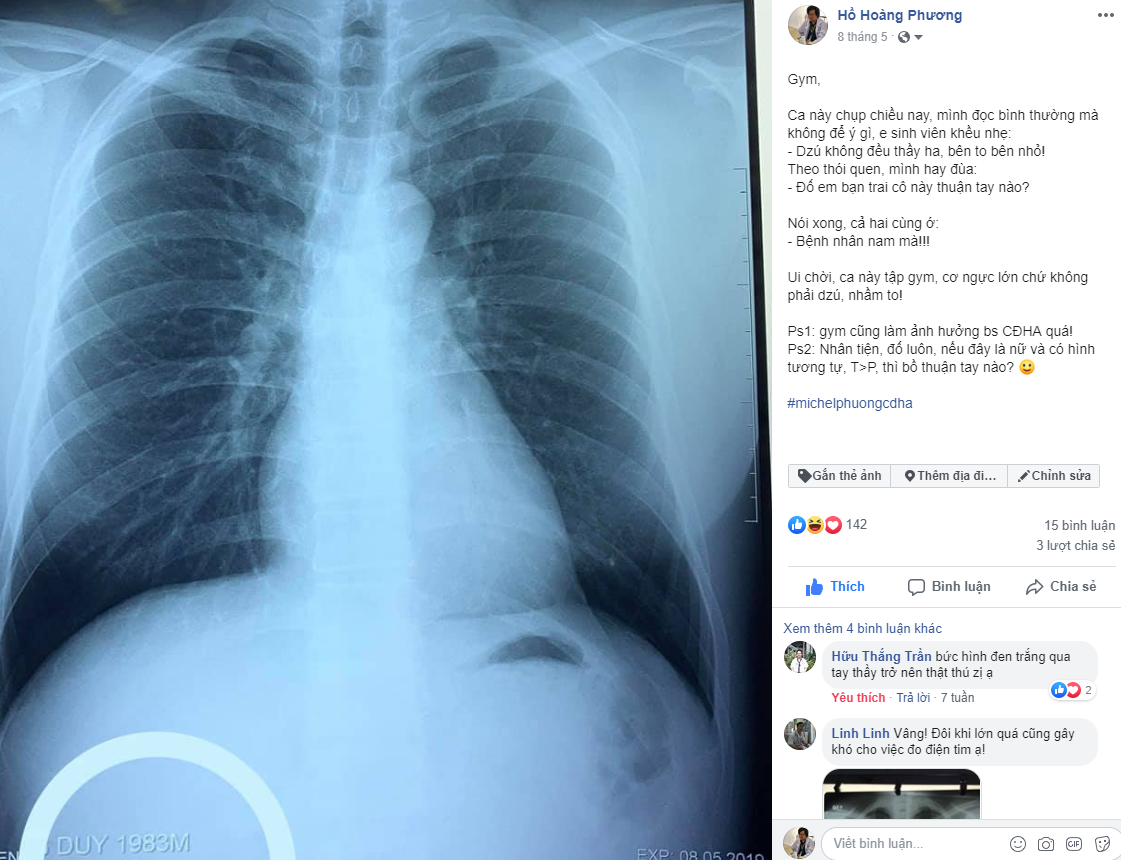 Hồ Hoàng Phương
8 tháng 5 ·
Gym,
Ca này chụp chiều nay, mình đọc bình thường mà
không để ý gì, e sinh viên khều nhẹ:
- Dzú không đều thầy ha, bên to bên nhỏ!
Theo thói quen, mình hay đùa:
- Đố em bạn trai cô này thuận tay nào?
Nói xong, cả hai cùng ớ:
- Bệnh nhân nam mà!!!
Ui chời, ca này tập gym, cơ ngực lớn chứ không
phải dzú, nhầm to!
Ps1: gym cũng làm ảnh hưởng bs CĐHA quá!
Ps2: Nhân tiện, đố luôn, nếu đây là nữ và có hình
tương tự, T>P, thì bồ thuận tay nào? 😀
#michelphuongcdha
Gắn thẻ ảnh
Thêm địa đi...
Chỉnh sửa
142
15 bình luận
3 lượt chia sẻ
Thích
Bình luận
Chia sẻ
Xem thêm 4 bình luận khác
Hữu Thắng Trần bức hình đen trắng qua
tay thầy trở nên thật thú zị ạ
2
Yêu thích · Trả lời · 7 tuần
Linh Linh Vâng! Đôi khi lớn quá cũng gây
khó cho việc đo điện tim ạ!
Viết bình luận...
GIF
DUY 1983M
EXP: 08.05.2019